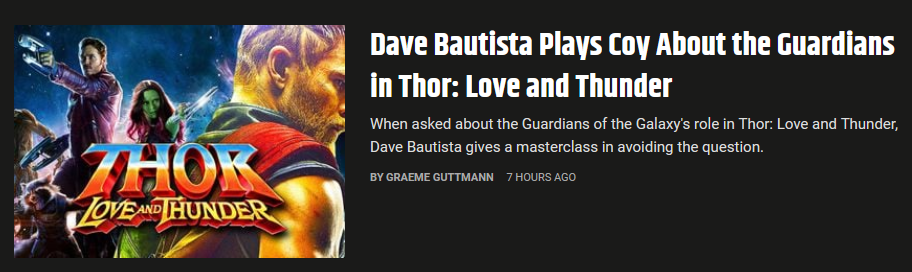 THOR
LOVE AND THUNDER
Dave Bautista Plays Coy About the Guardians
in Thor: Love and Thunder
When asked about the Guardians of the Galaxy's role in Thor: Love and Thunder,
Dave Bautista gives a masterclass in avoiding the question.
BY GRAEME GUTTMANN 7 HOURS AGO